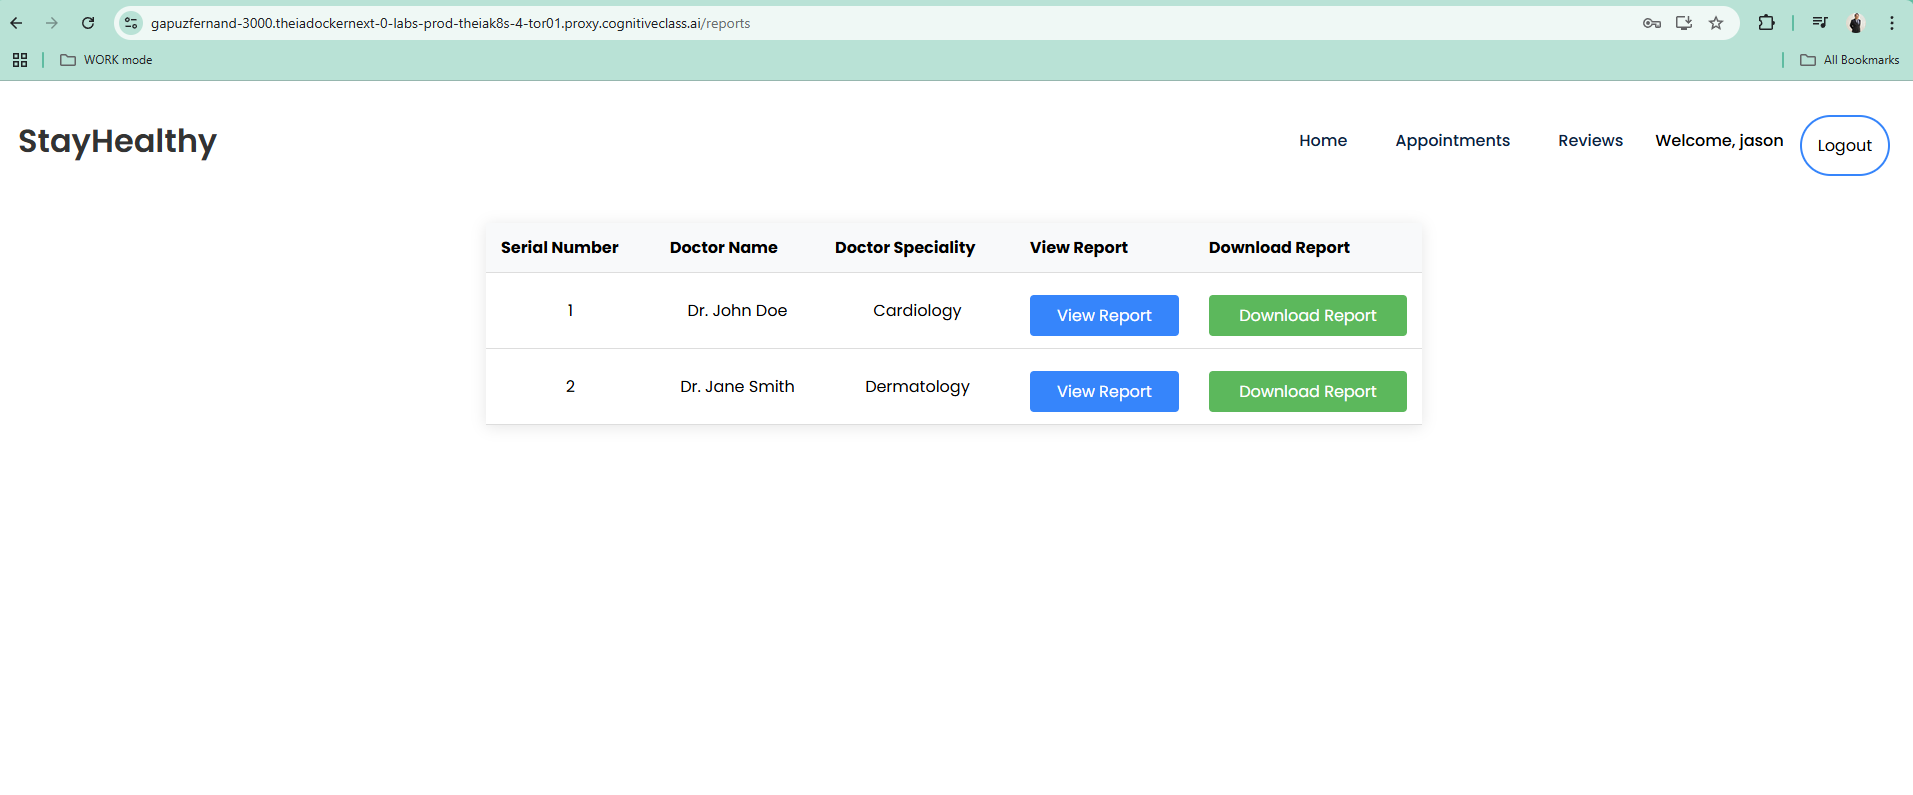 gapuzfernand-3000.theiadockernext-0-labs-prod-theiak8s-4-tor01.proxy.cognitiveclass.ai/reports
WORK mode
All Bookmarks
StayHealthy
Home Appointments Reviews Welcome, jason Logout
Serial Number Doctor Name Doctor Speciality View Report Download Report
1 Dr. John Doe Cardiology View Report Download Report
2 Dr. Jane Smith Dermatology View Report Download Report